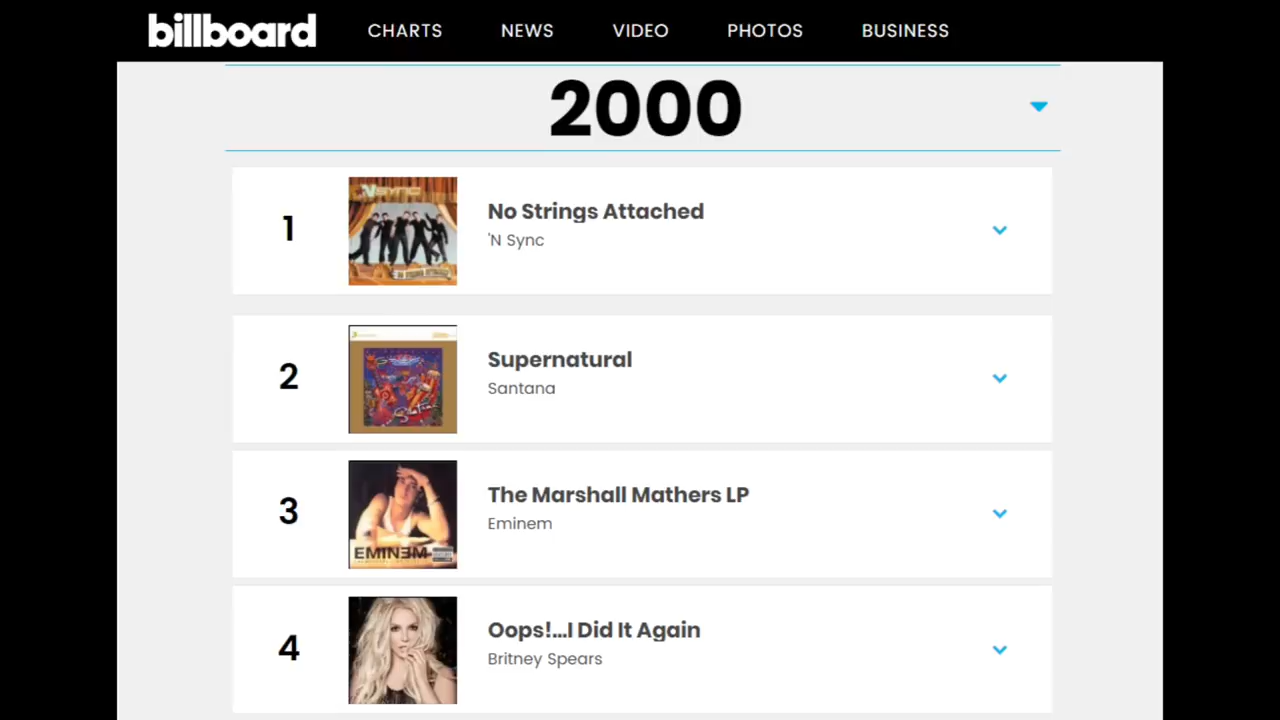 billboard CHARTS NEWS VIDEO PHOTOS BUSINESS
2000
1
No Strings Attached
'N Sync
2
Supernatural
Santana
3
The Marshall Mathers LP
Eminem
EMINEM
4
Oops!...I Did It Again
Britney Spears